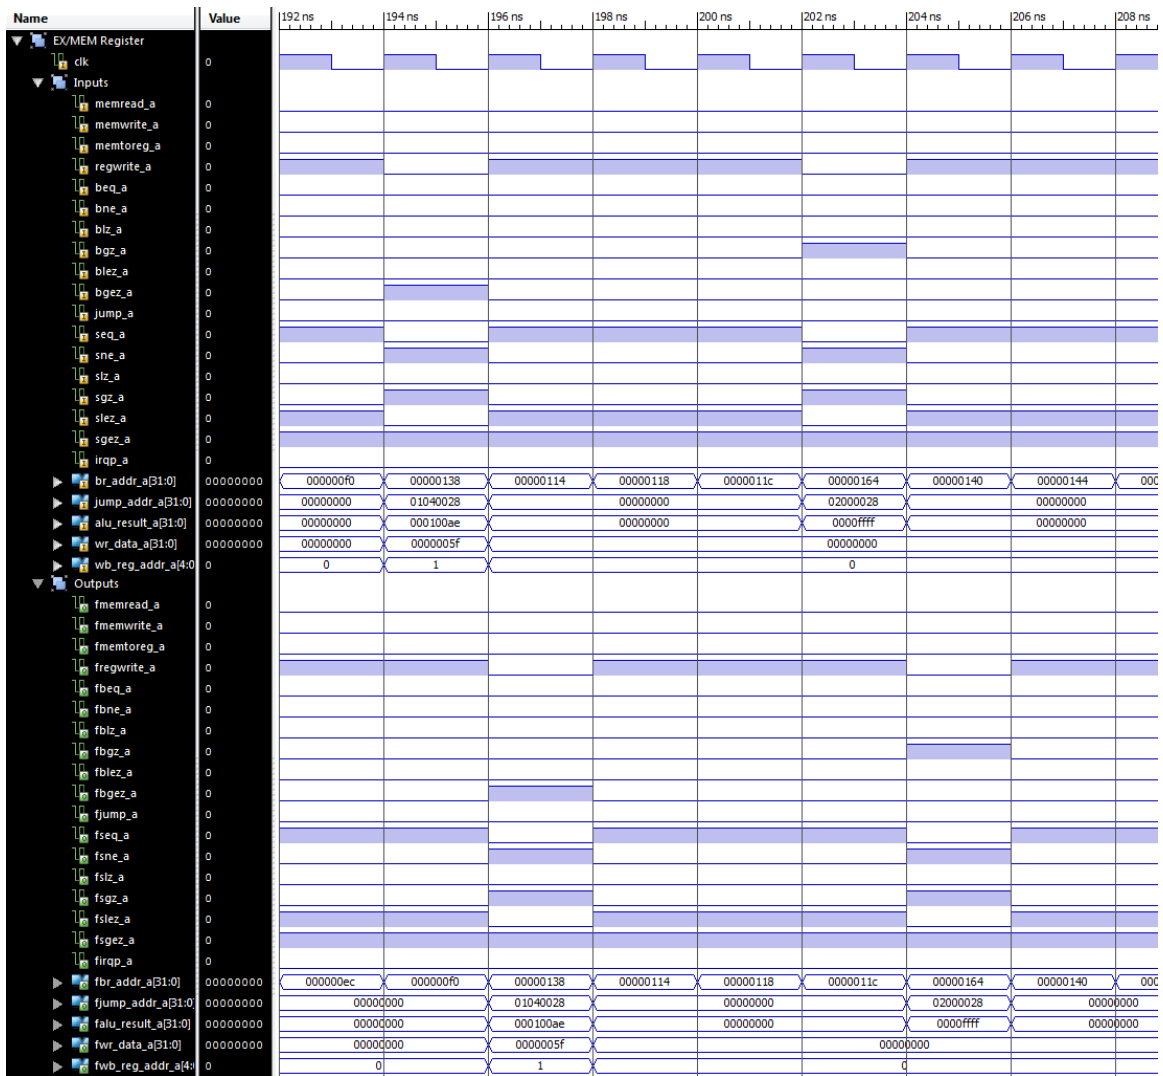 Name Value 192 ns 194 ns 196 ns 198 ns 200 ns 202 ns 204 ns 206 ns 208 ns
EX/MEM Register
clk 0
Inputs
memread_a 0
memwrite_a 0
memtoreg_a 0
regwrite_a 0
beq_a 0
bne_a 0
blz_a 0
bgz_a 0
blez_a 0
bgez_a 0
jump_a 0
seq_a 0
sne_a 0
slz_a 0
sgz_a 0
slez_a 0
sgez_a 0
irqp_a 0
br_addr_a[31:0] 00000000 000000f0 00000138 00000114 00000118 0000011c 00000164 00000140 00000144 000
jump_addr_a[31:0] 00000000 00000000 01040028 00000000 02000028 00000000
alu_result_a[31:0] 00000000 00000000 000100ae 00000000 0000ffff 00000000
wr_data_a[31:0] 00000000 00000000 0000005f 00000000
wb_reg_addr_a[4:0 0 0 1 0
Outputs
fmemread_a 0
fmemwrite_a 0
fmemtoreg_a 0
fregwrite_a 0
fbeq_a 0
fbne_a 0
fblz_a 0
fbgz_a 0
fblez_a 0
fbgez_a 0
fjump_a 0
fseq_a 0
fsne_a 0
fslz_a 0
fsgz_a 0
fslez_a 0
fsgez_a 0
firqp_a 0
fbr_addr_a[31:0] 00000000 000000ec 000000f0 00000138 00000114 00000118 0000011c 00000164 00000140 000
fjump_addr_a[31:0 00000000 00000000 01040028 00000000 02000028 00000000
falu_result_a[31:0] 00000000 00000000 000100ae 00000000 0000ffff 00000000
fwr_data_a[31:0] 00000000 00000000 0000005f 00000000
fwb_reg_addr_a[4: 0 0 1 0